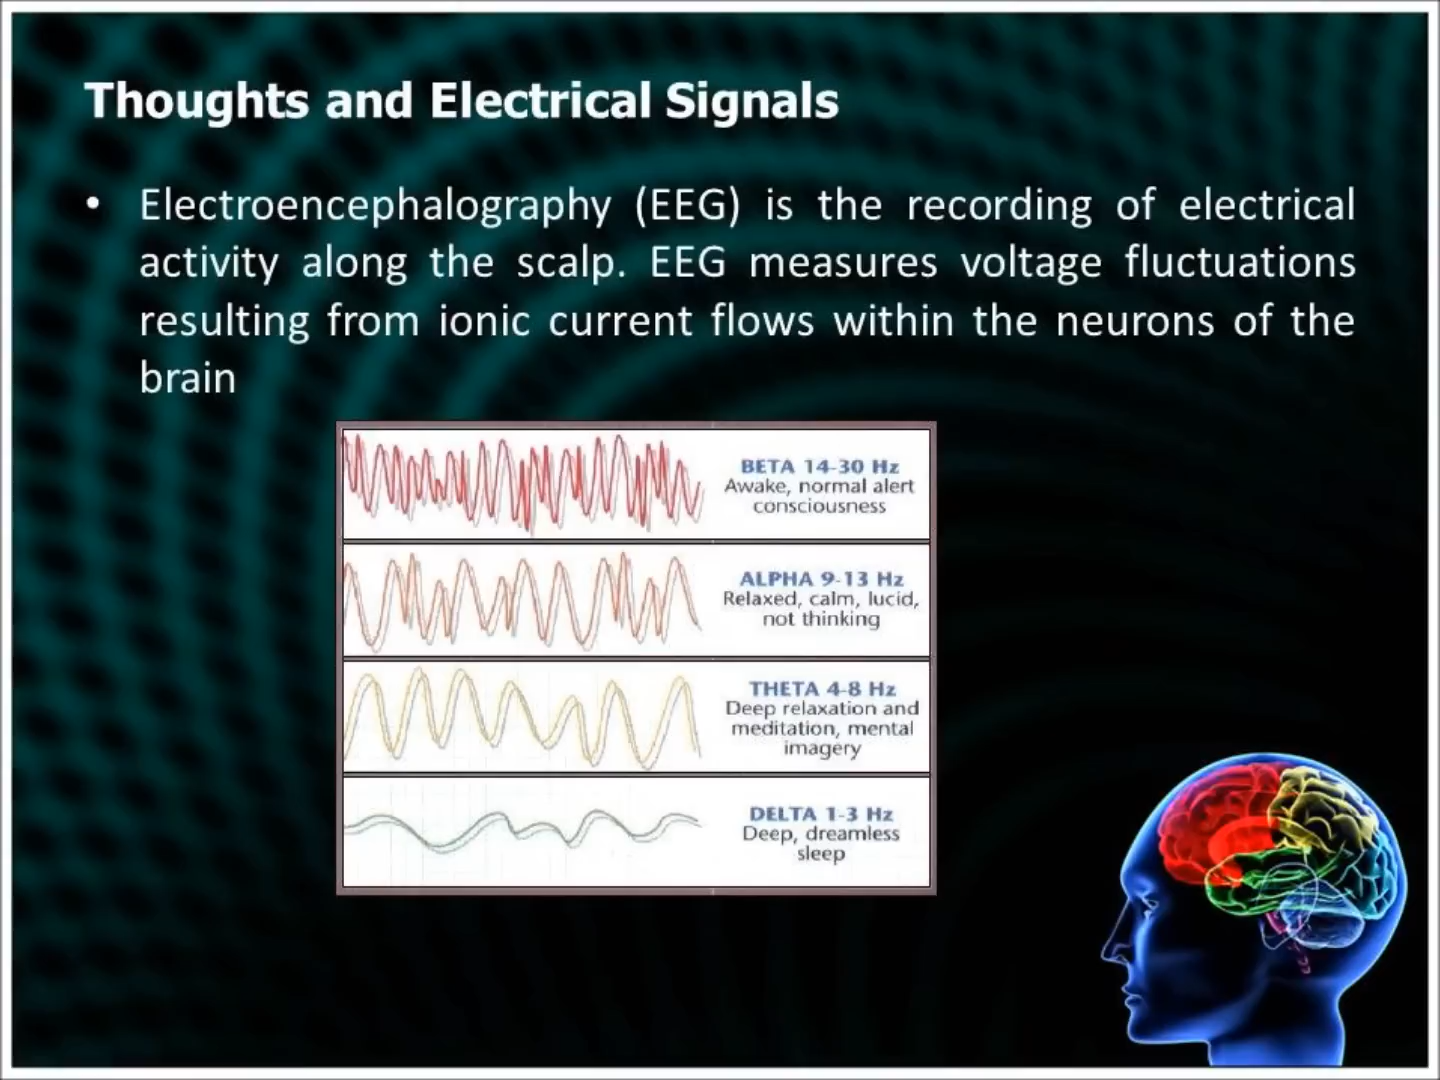 Thoughts and Electrical Signals
• Electroencephalography (EEG) is the recording of electrical
activity along the scalp. EEG measures voltage fluctuations
resulting from ionic current flows within the neurons of the
brain
BETA 14-30 Hz
Awake, normal alert
consciousness
ALPHA 9-13 Hz
Relaxed, calm, lucid,
not thinking
THETA 4-8 Hz
Deep relaxation and
meditation, mental
imagery
DELTA 1-3 Hz
Deep, dreamless
sleep